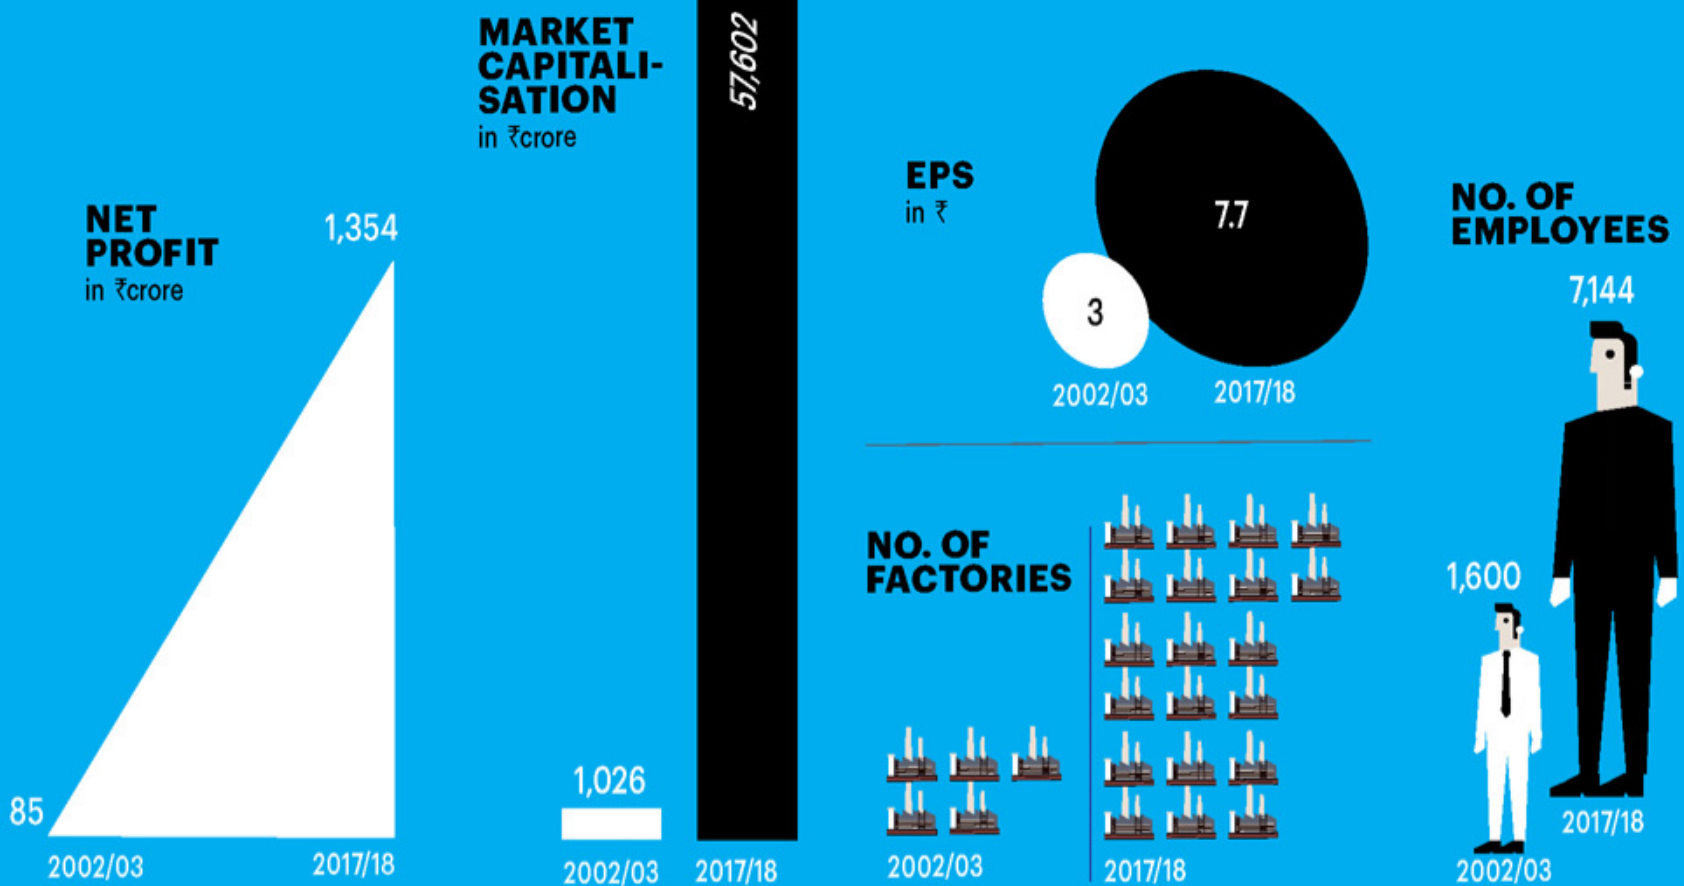 NET
PROFIT
in ₹crore
1,354
85
2002/03
2017/18
MARKET
CAPITALI-
SATION
in ₹crore
57,602
1,026
2002/03
2017/18
EPS
in ₹
7.7
3
2002/03
2017/18
NO. OF
FACTORIES
2002/03
2017/18
NO. OF
EMPLOYEES
7,144
1,600
2017/18
2002/03